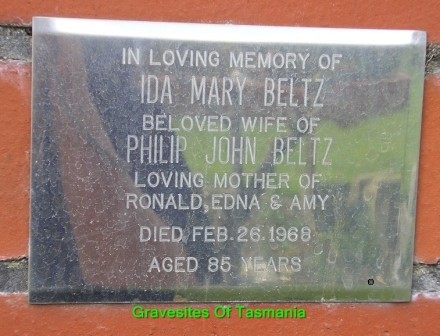 IN LOVING MEMORY OF
IDA MARY BELTZ
BELOVED WIFE OF
PHILIP JOHN BELTZ
LOVING MOTHER OF
RONALD, EDNA & AMY
DIED FEB. 26. 1968
AGED 85 YEARS
Gravesites Of Tasmania